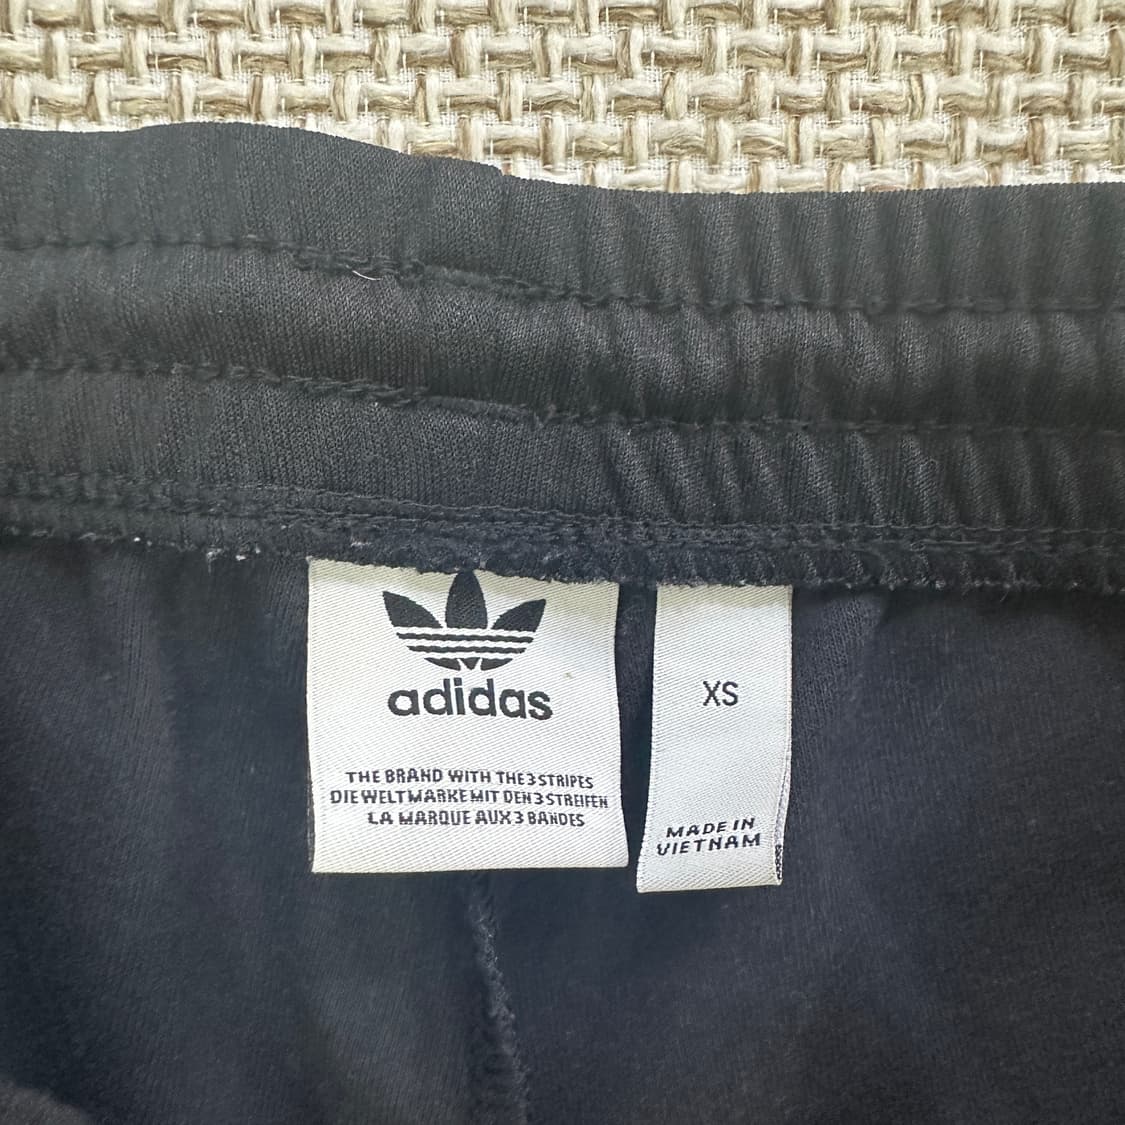 adidas
THE BRAND WITH THE 3 STRIPES
DIE WELTMARKE MIT DEN 3 STREIFEN
LA MARQUE AUX 3 BANDES
XS
MADE IN
VIETNAM